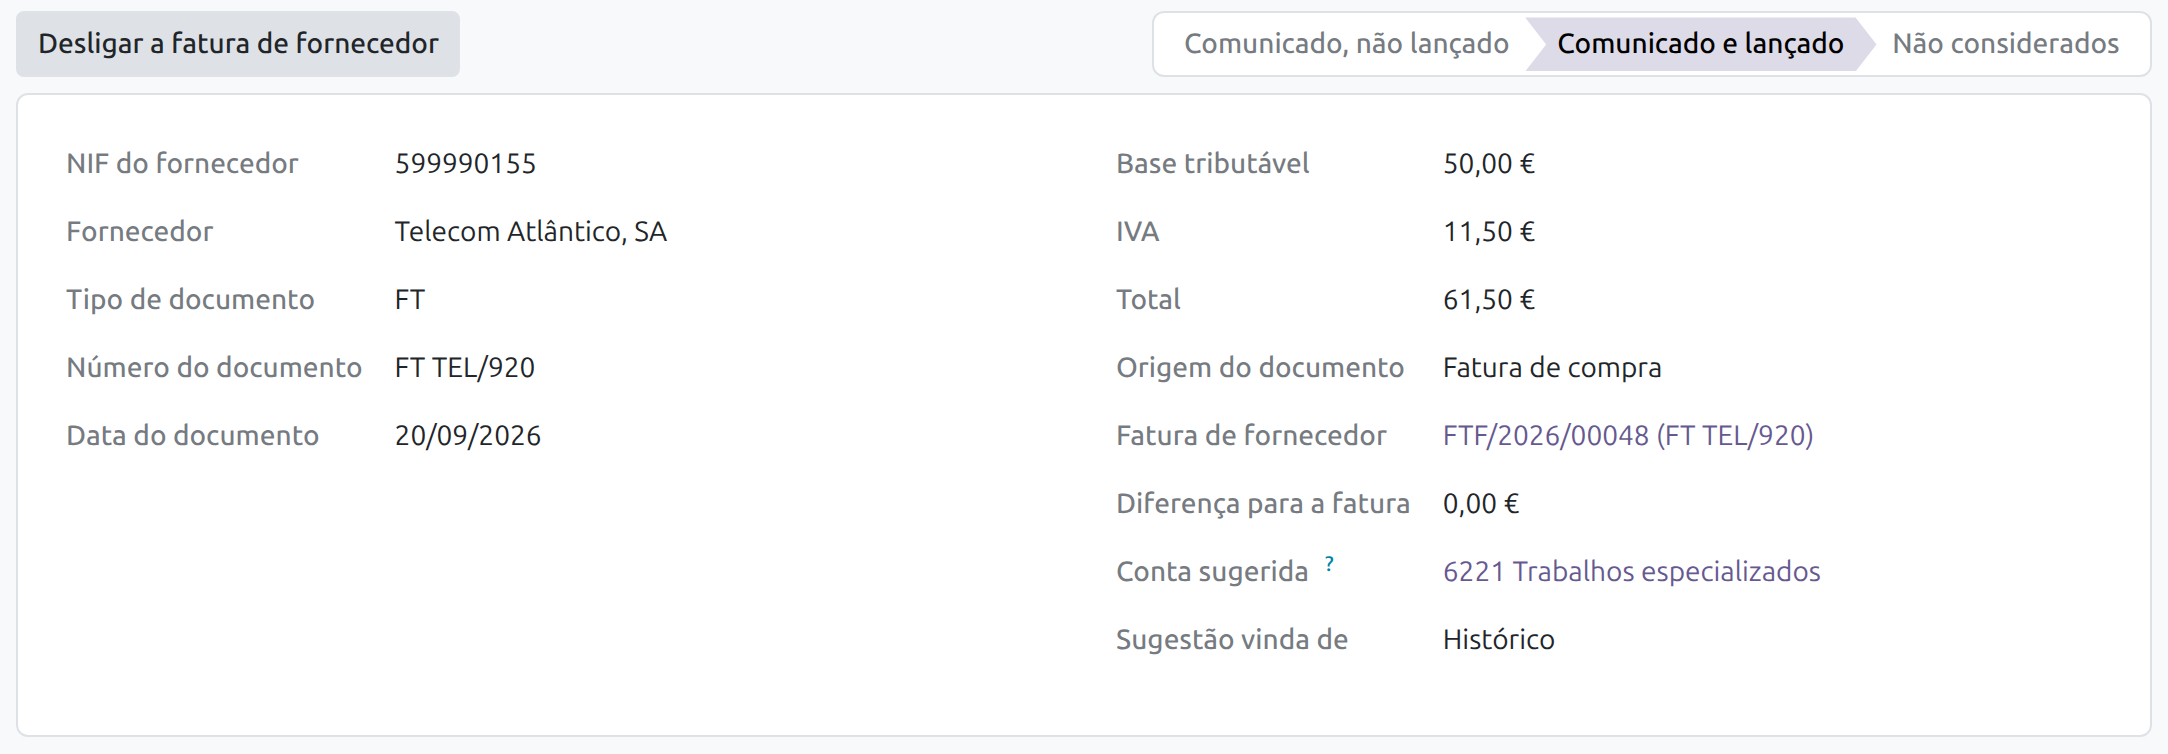 Desligar a fatura de fornecedor
Comunicado, não lançado
Comunicado e lançado
Não considerados
NIF do fornecedor 599990155
Fornecedor Telecom Atlântico, SA
Tipo de documento FT
Número do documento FT TEL/920
Data do documento 20/09/2026
Base tributável 50,00 €
IVA 11,50 €
Total 61,50 €
Origem do documento Fatura de compra
Fatura de fornecedor FTF/2026/00048 (FT TEL/920)
Diferença para a fatura 0,00 €
Conta sugerida ? 6221 Trabalhos especializados
Sugestão vinda de Histórico